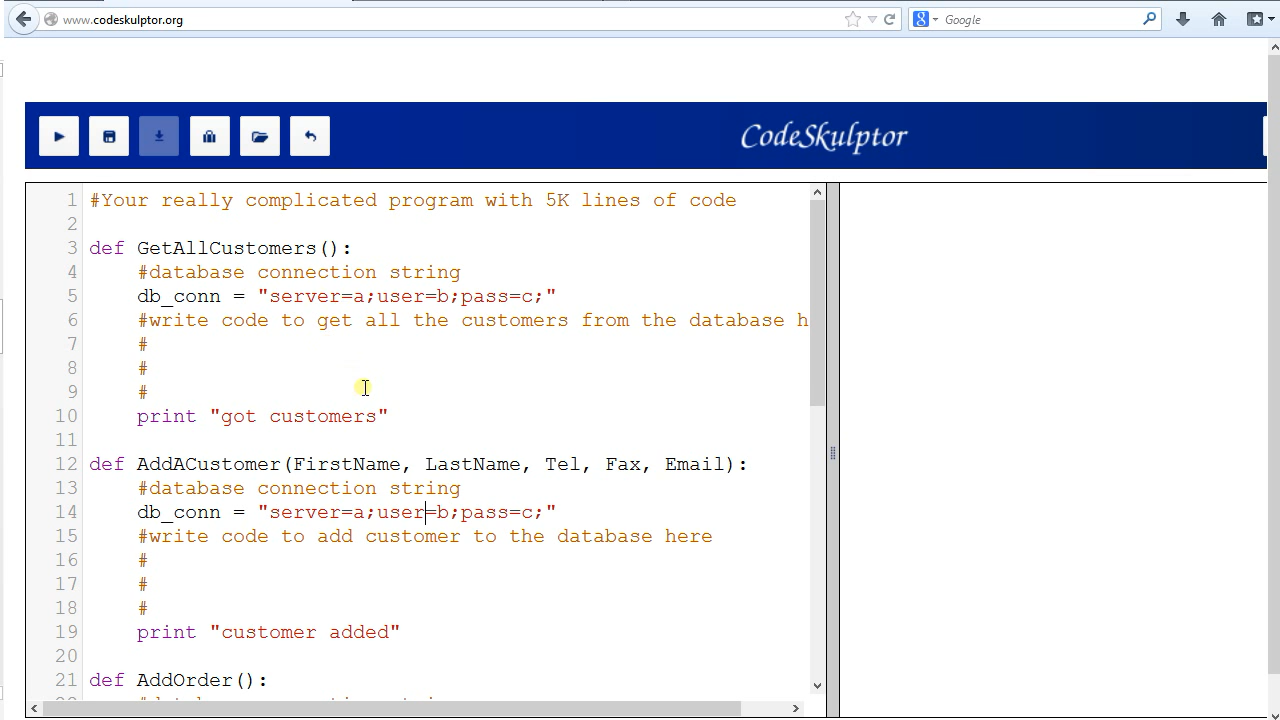 www.codeskulptor.org
Google
CodeSkulptor
1 #Your really complicated program with 5K lines of code
2
3 def GetAllCustomers():
4 #database connection string
5 db_conn = "server=a;user=b;pass=c;"
6 #write code to get all the customers from the database h
7 #
8 #
9 #
10 print "got customers"
11
12 def AddACustomer(FirstName, LastName, Tel, Fax, Email):
13 #database connection string
14 db_conn = "server=a;user=b;pass=c;"
15 #write code to add customer to the database here
16 #
17 #
18 #
19 print "customer added"
20
21 def AddOrder():